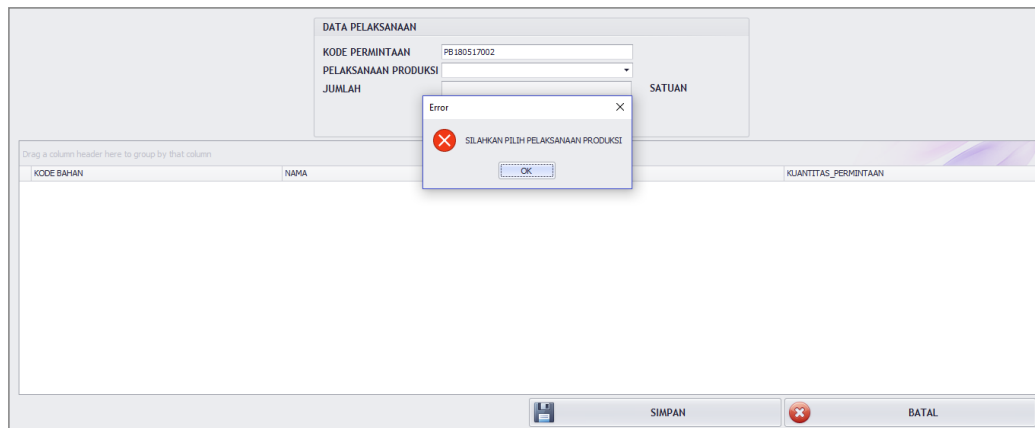 DATA PELAKSANAAN
KODE PERMINTAAN PB180517002
PELAKSANAAN PRODUKSI
JUMLAH SATUAN
Error
SILAHKAN PILIH PELAKSANAAN PRODUKSI
OK
Drag a column header here to group by that column
KODE BAHAN NAMA KUANTITAS_PERMINTAAN
SIMPAN BATAL